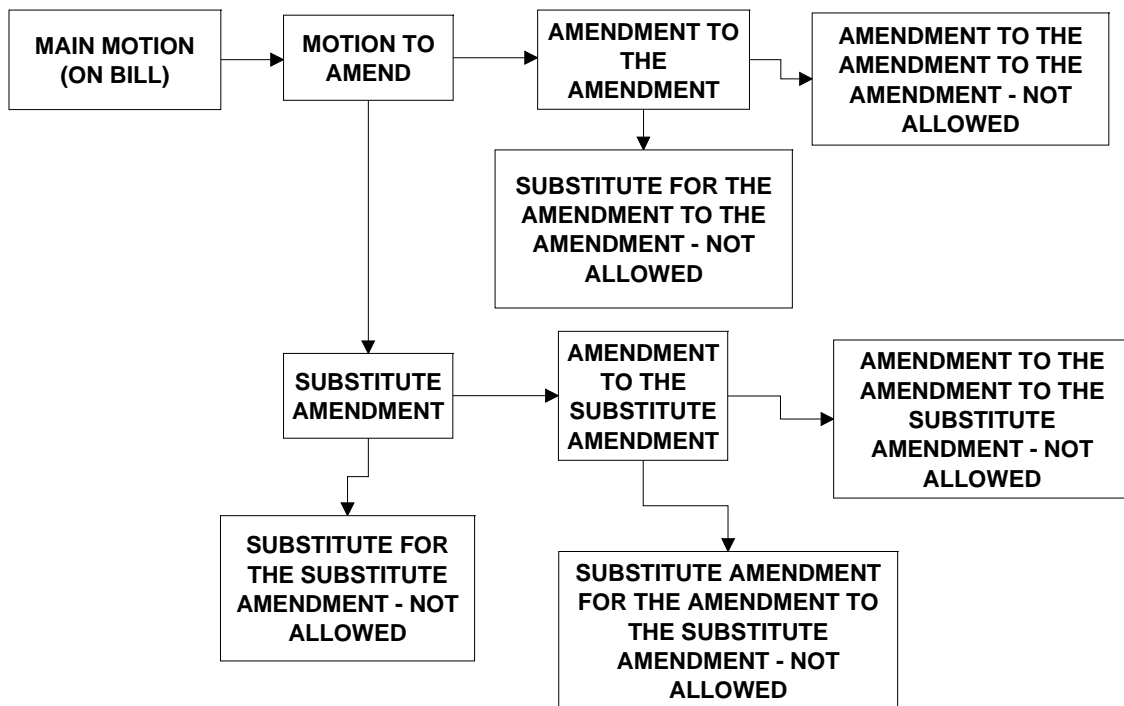 MAIN MOTION
(ON BILL)
MOTION TO
AMEND
AMENDMENT TO
THE
AMENDMENT
AMENDMENT TO THE
AMENDMENT TO THE
AMENDMENT - NOT
ALLOWED
SUBSTITUTE FOR THE
AMENDMENT TO THE
AMENDMENT - NOT
ALLOWED
SUBSTITUTE
AMENDMENT
AMENDMENT
TO THE
SUBSTITUTE
AMENDMENT
AMENDMENT TO THE
AMENDMENT TO THE
SUBSTITUTE
AMENDMENT - NOT
ALLOWED
SUBSTITUTE FOR
THE SUBSTITUTE
AMENDMENT - NOT
ALLOWED
SUBSTITUTE AMENDMENT
FOR THE AMENDMENT TO
THE SUBSTITUTE
AMENDMENT - NOT
ALLOWED